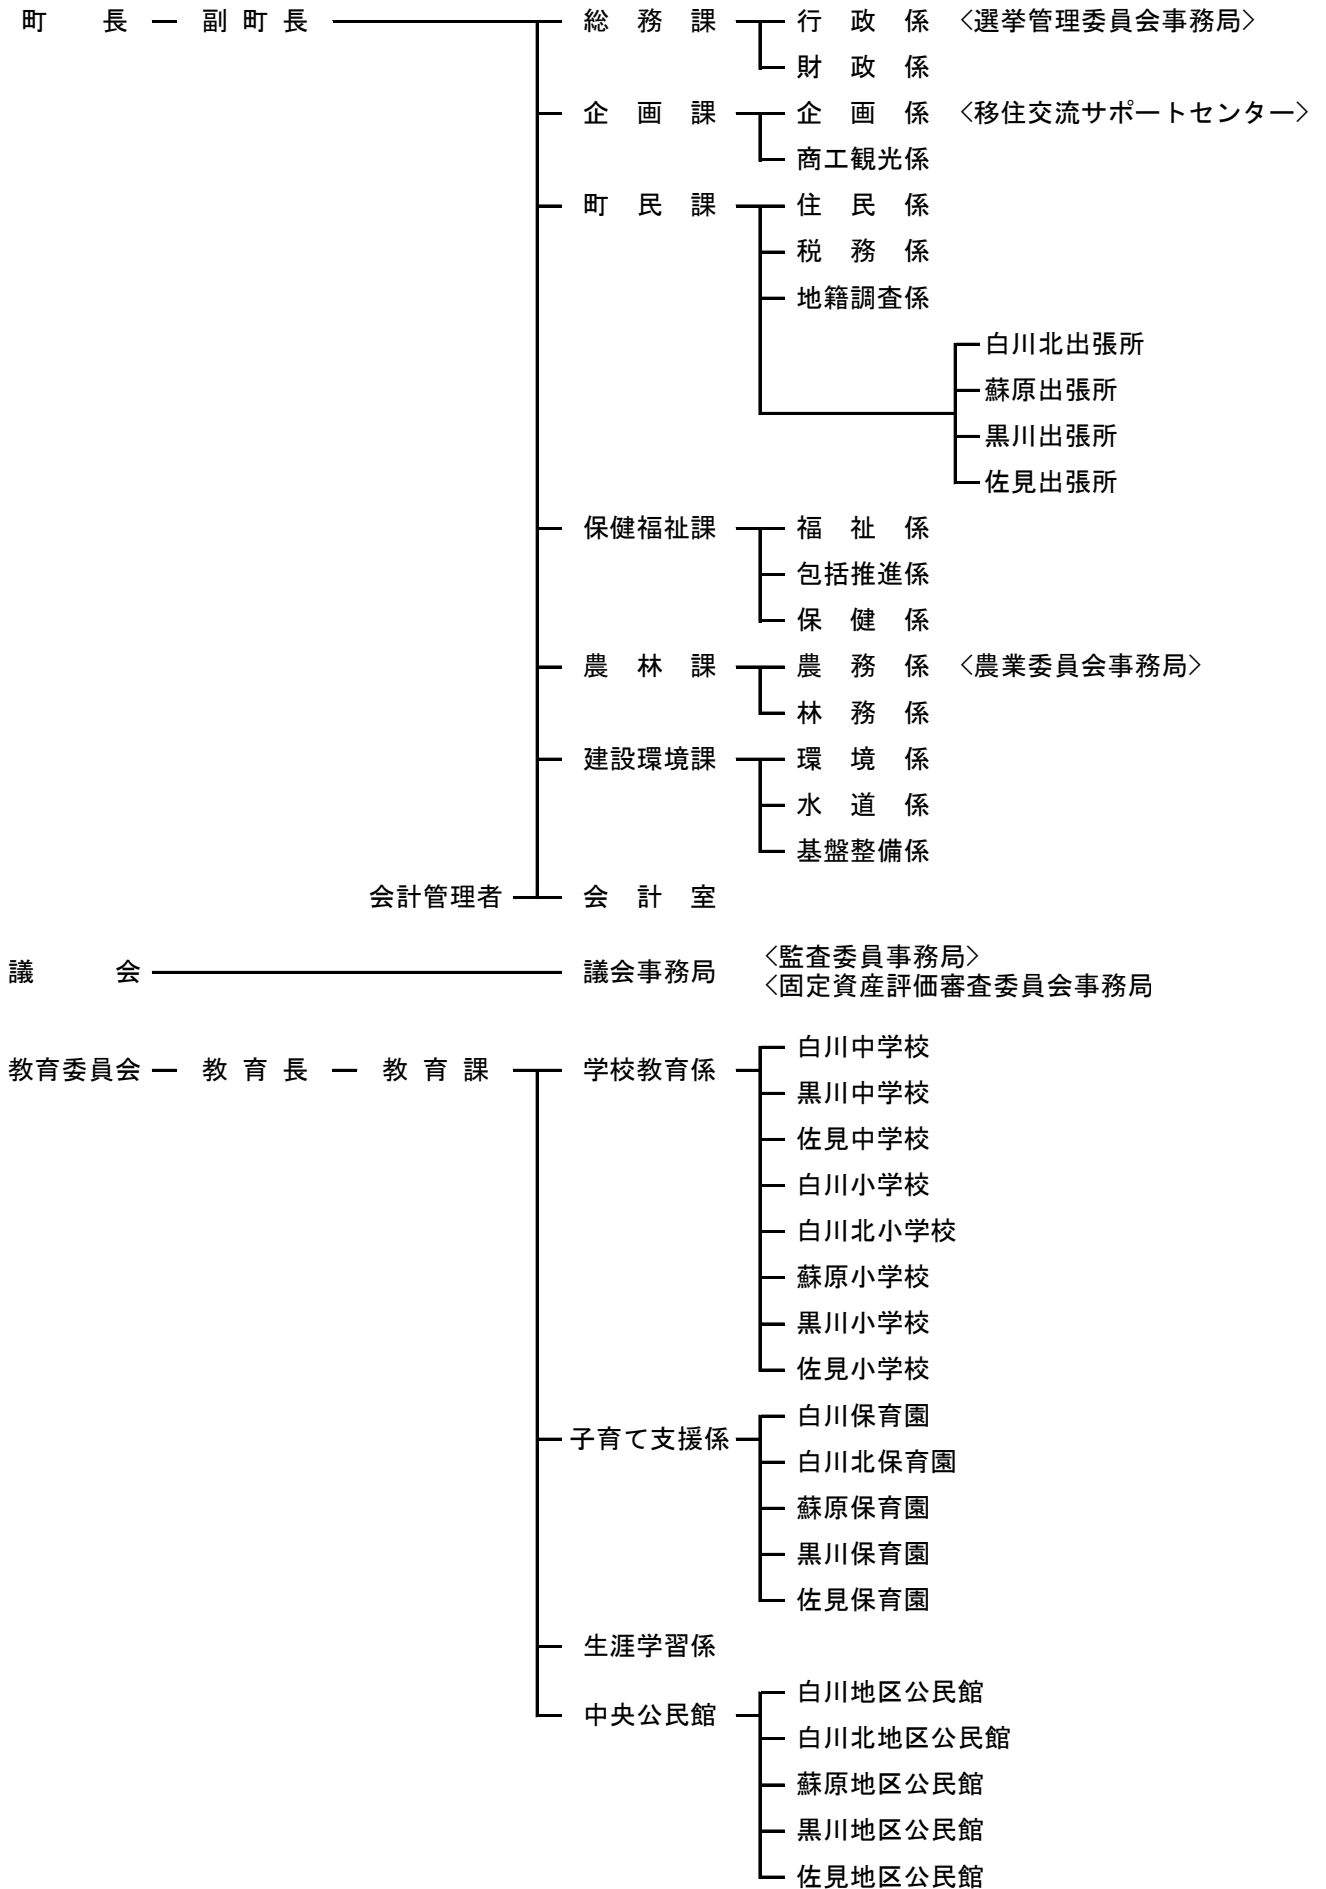 町長 副町長 総務課 行政係 〈選挙管理委員会事務局〉
財政係
企画課 企画係 〈移住交流サポートセンター〉
商工観光係
町民課 住民係
税務係
地籍調査係
白川北出張所
蘇原出張所
黒川出張所
佐見出張所
保健福祉課 福祉係
包括推進係
保健係
農林課 農務係 〈農業委員会事務局〉
林務係
建設環境課 環境係
水道係
基盤整備係
会計管理者 会計室
議会 議会事務局 〈監査委員事務局〉
〈固定資産評価審査委員会事務局
教育委員会 教育長 教育課 学校教育係 白川中学校
黒川中学校
佐見中学校
白川小学校
白川北小学校
蘇原小学校
黒川小学校
佐見小学校
子育て支援係 白川保育園
白川北保育園
蘇原保育園
黒川保育園
佐見保育園
生涯学習係
中央公民館 白川地区公民館
白川北地区公民館
蘇原地区公民館
黒川地区公民館
佐見地区公民館